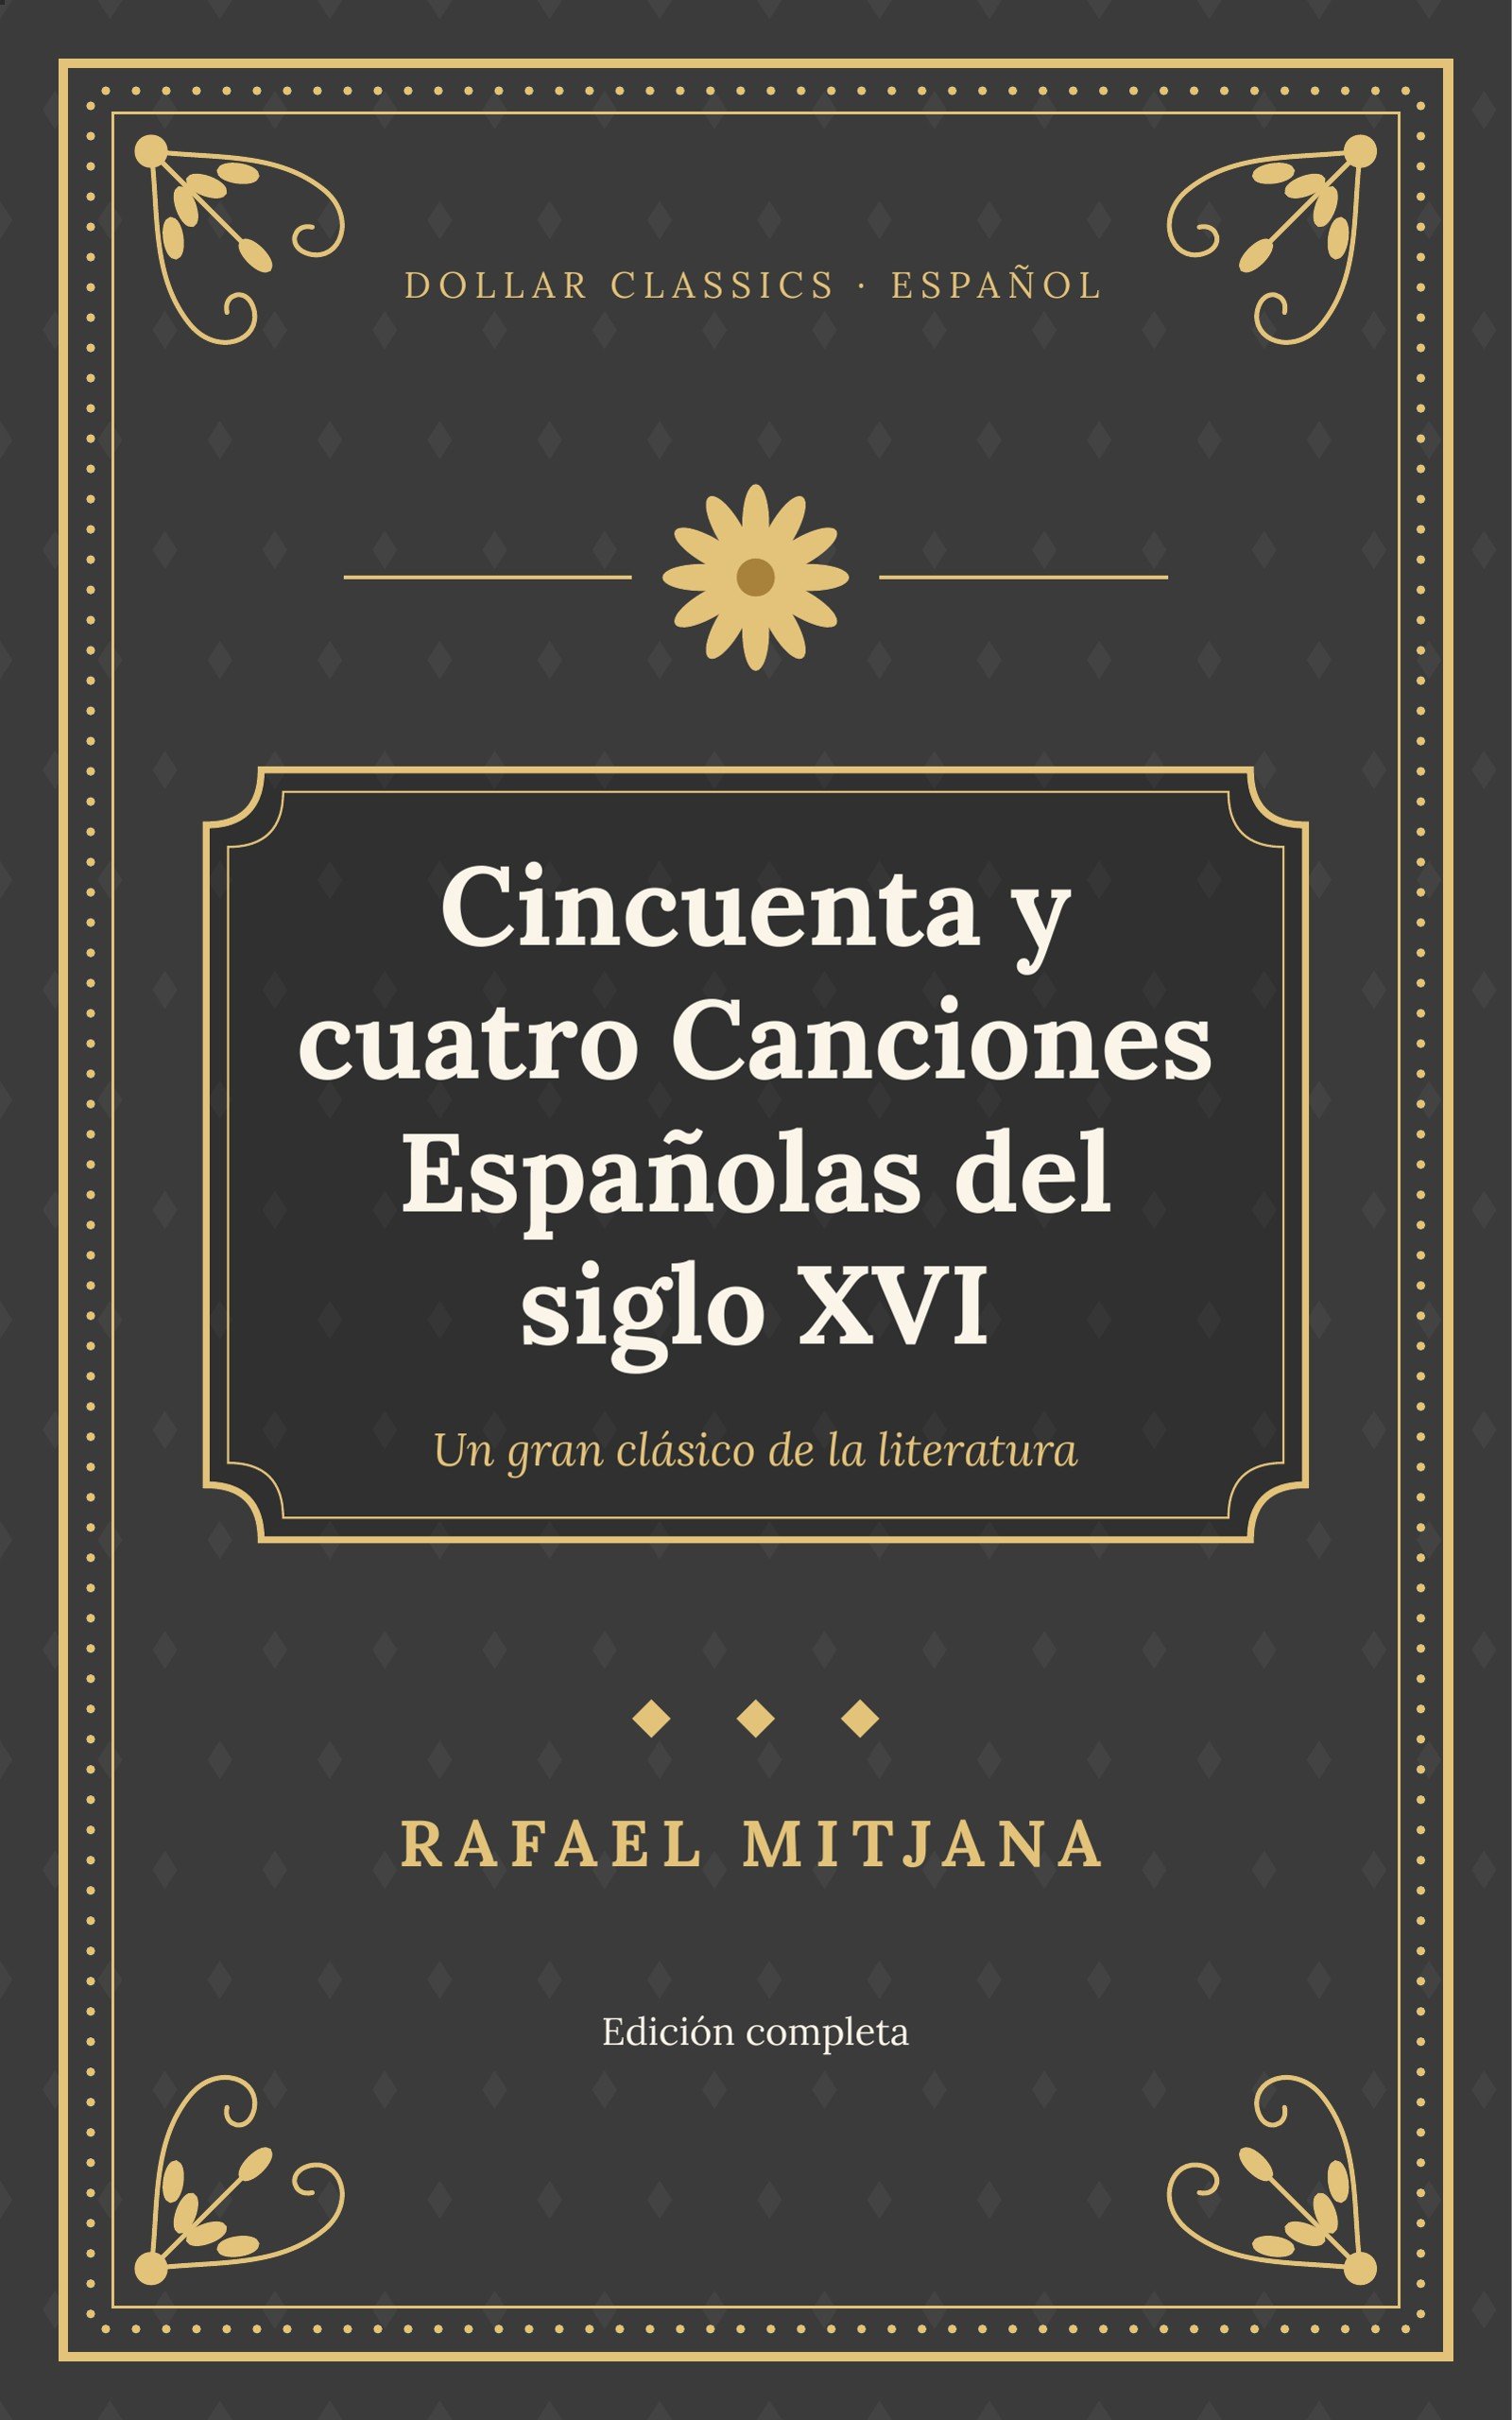 DOLLAR CLASSICS · ESPAÑOL
Cincuenta y
cuatro Canciones
Españolas del
siglo XVI
Un gran clásico de la literatura
RAFAEL MITJANA
Edición completa